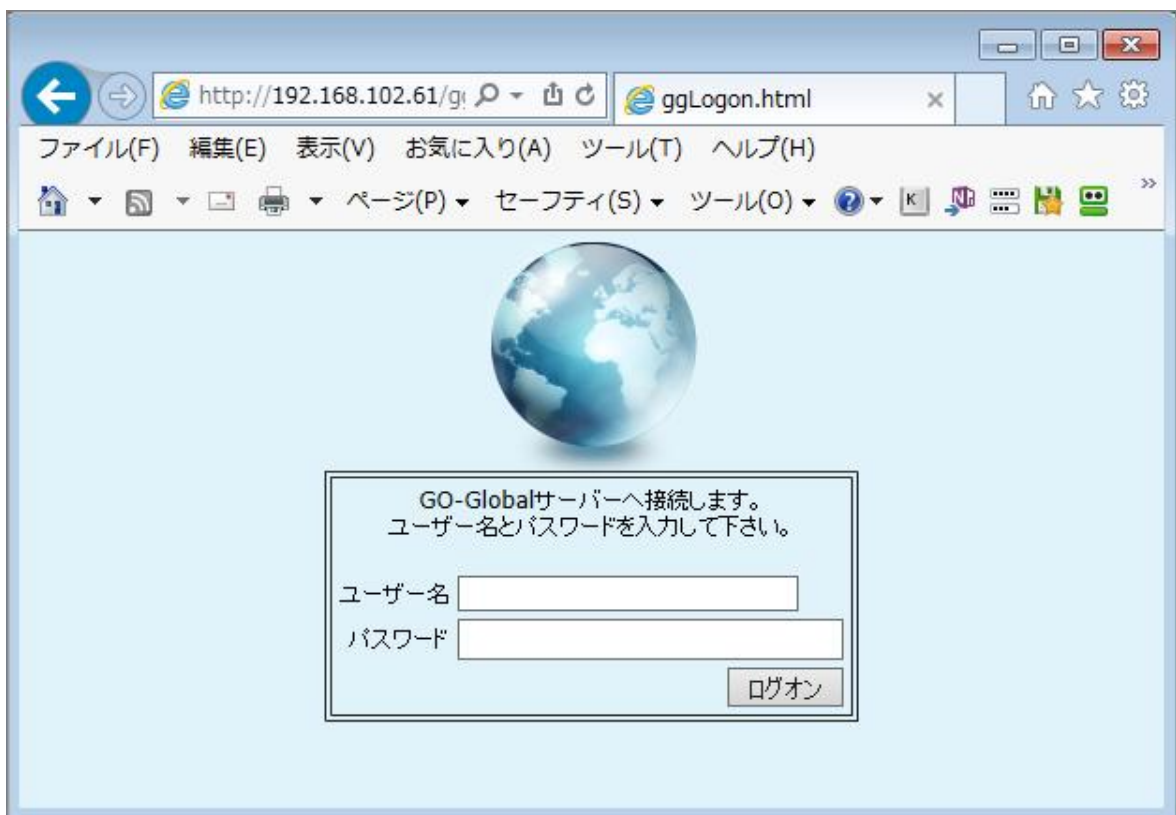 http://192.168.102.61/g
ggLogon.html
ファイル(F) 編集(E) 表示(V) お気に入り(A) ツール(T) ヘルプ(H)
ページ(P) セーフティ(S) ツール(O)
GO-Globalサーバーへ接続します。
ユーザー名とパスワードを入力して下さい。
ユーザー名
パスワード
ログオン